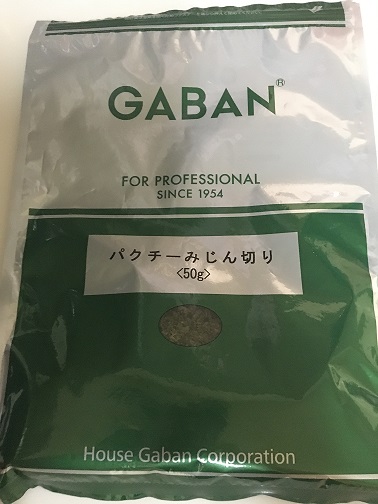 GABAN®
FOR PROFESSIONAL
SINCE 1954
パクチーみじん切り
<50g>
House Gaban Corporation